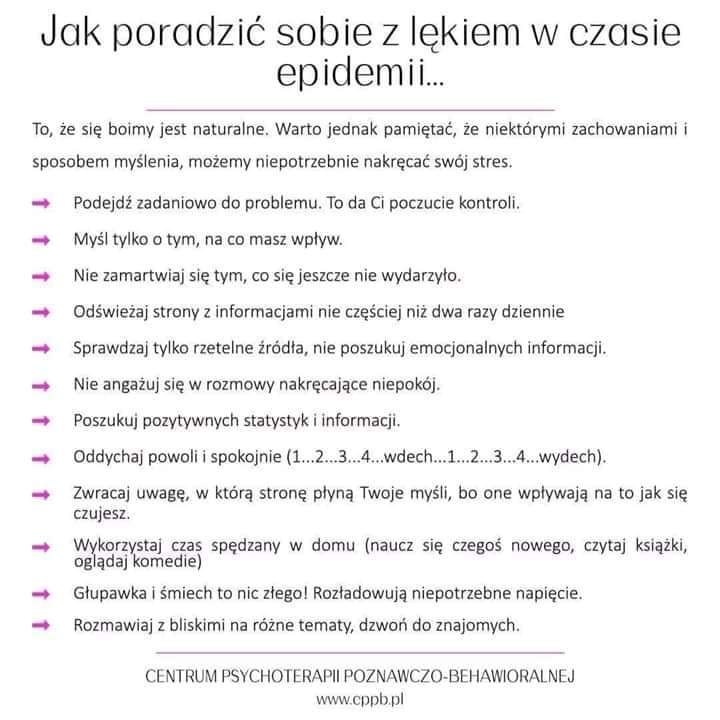 Jak poradzić sobie z lękiem w czasie
epidemii...
To, że się boimy jest naturalne. Warto jednak pamiętać, że niektórymi zachowaniami i
sposobem myślenia, możemy niepotrzebnie nakręcać swój stres.
Podejdź zadaniowo do problemu. To da Ci poczucie kontroli.
Myśl tylko o tym, na co masz wpływ.
Nie zamartwiaj się tym, co się jeszcze nie wydarzyło.
Odświeżaj strony z informacjami nie częściej niż dwa razy dziennie
Sprawdzaj tylko rzetelne źródła, nie poszukuj emocjonalnych informacji.
Nie angażuj się w rozmowy nakręcające niepokój.
Poszukuj pozytywnych statystyk i informacji.
Oddychaj powoli i spokojnie (1...2...3...4...wdech...1...2...3...4...wydech).
Zwracaj uwagę, w którą stronę płyną Twoje myśli, bo one wpływają na to jak się
czujesz.
Wykorzystaj czas spędzany w domu (naucz się czegoś nowego, czytaj książki,
oglądaj komedie)
Głupawka i śmiech to nic złego! Rozładowują niepotrzebne napięcie.
Rozmawiaj z bliskimi na różne tematy, dzwoń do znajomych.
CENTRUM PSYCHOTERAPII POZNAWCZO-BEHAWIORALNEJ
www.cppb.pl